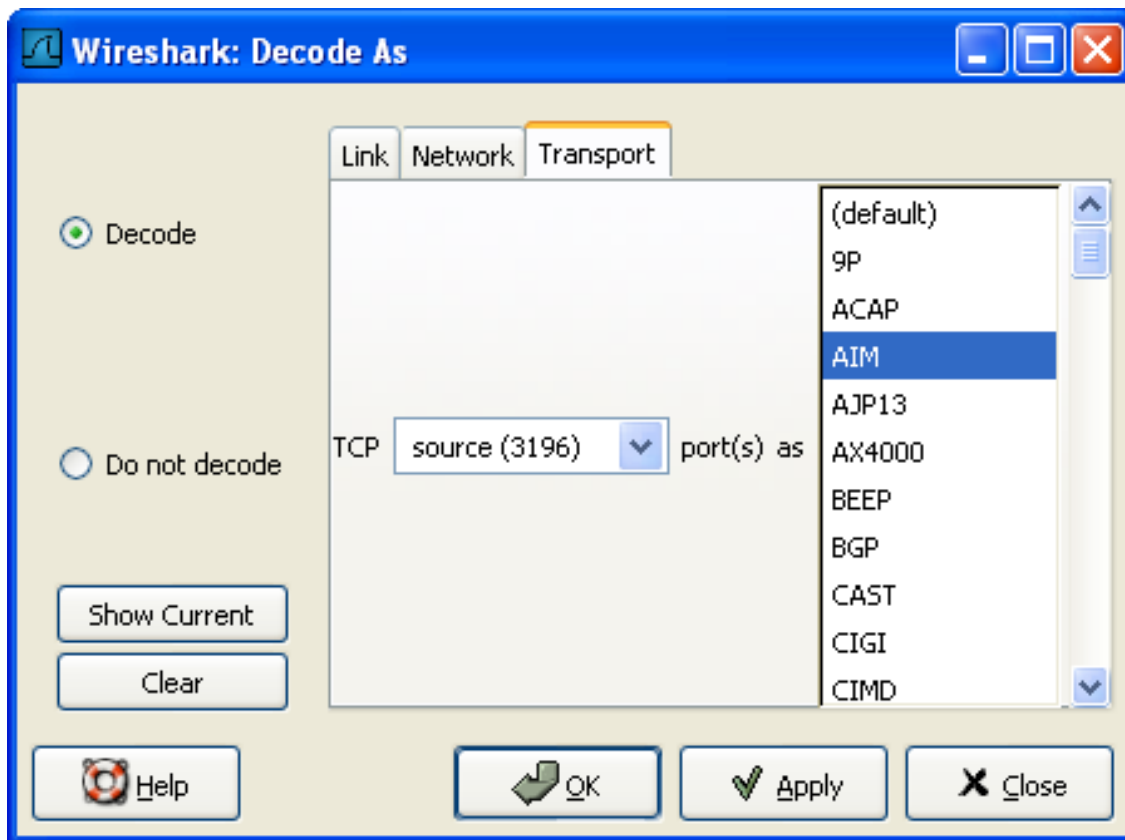 Wireshark: Decode As
Link Network Transport
Decode
Do not decode
TCP source (3196) port(s) as
(default)
9P
ACAP
AIM
AJP13
AX4000
BEEP
BGP
CAST
CIGI
CIMD
Show Current
Clear
Help OK Apply Close